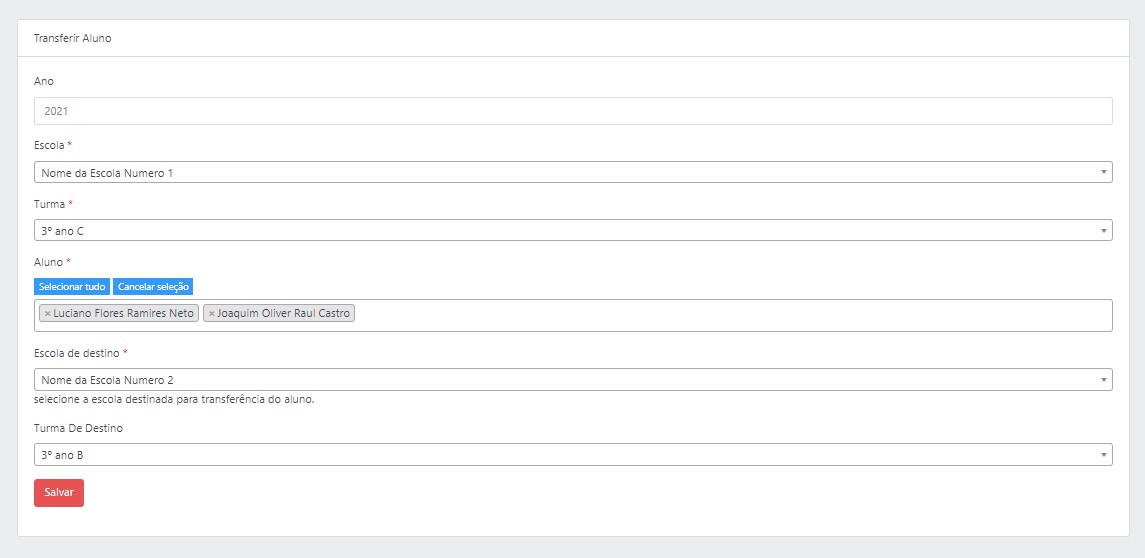 Transferir Aluno
Ano
2021
Escola *
Nome da Escola Numero 1
Turma *
3º ano C
Aluno *
Selecionar tudo Cancelar seleção
× Luciano Flores Ramires Neto × Joaquim Oliver Raul Castro
Escola de destino *
Nome da Escola Numero 2
selecione a escola destinada para transferência do aluno.
Turma De Destino
3º ano B
Salvar